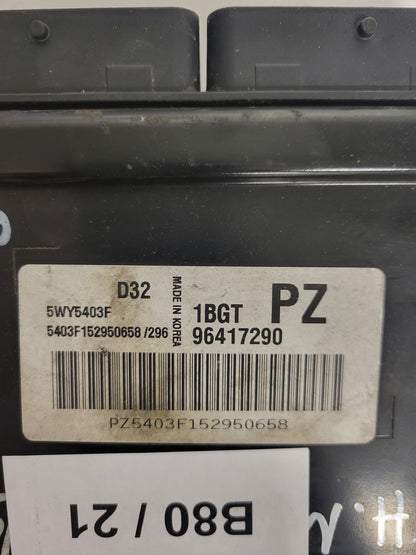 D32
MADE IN KOREA
1BGT PZ
5WY5403F
5403F152950658 /296
96417290
PZ5403F152950658
B80 / 21